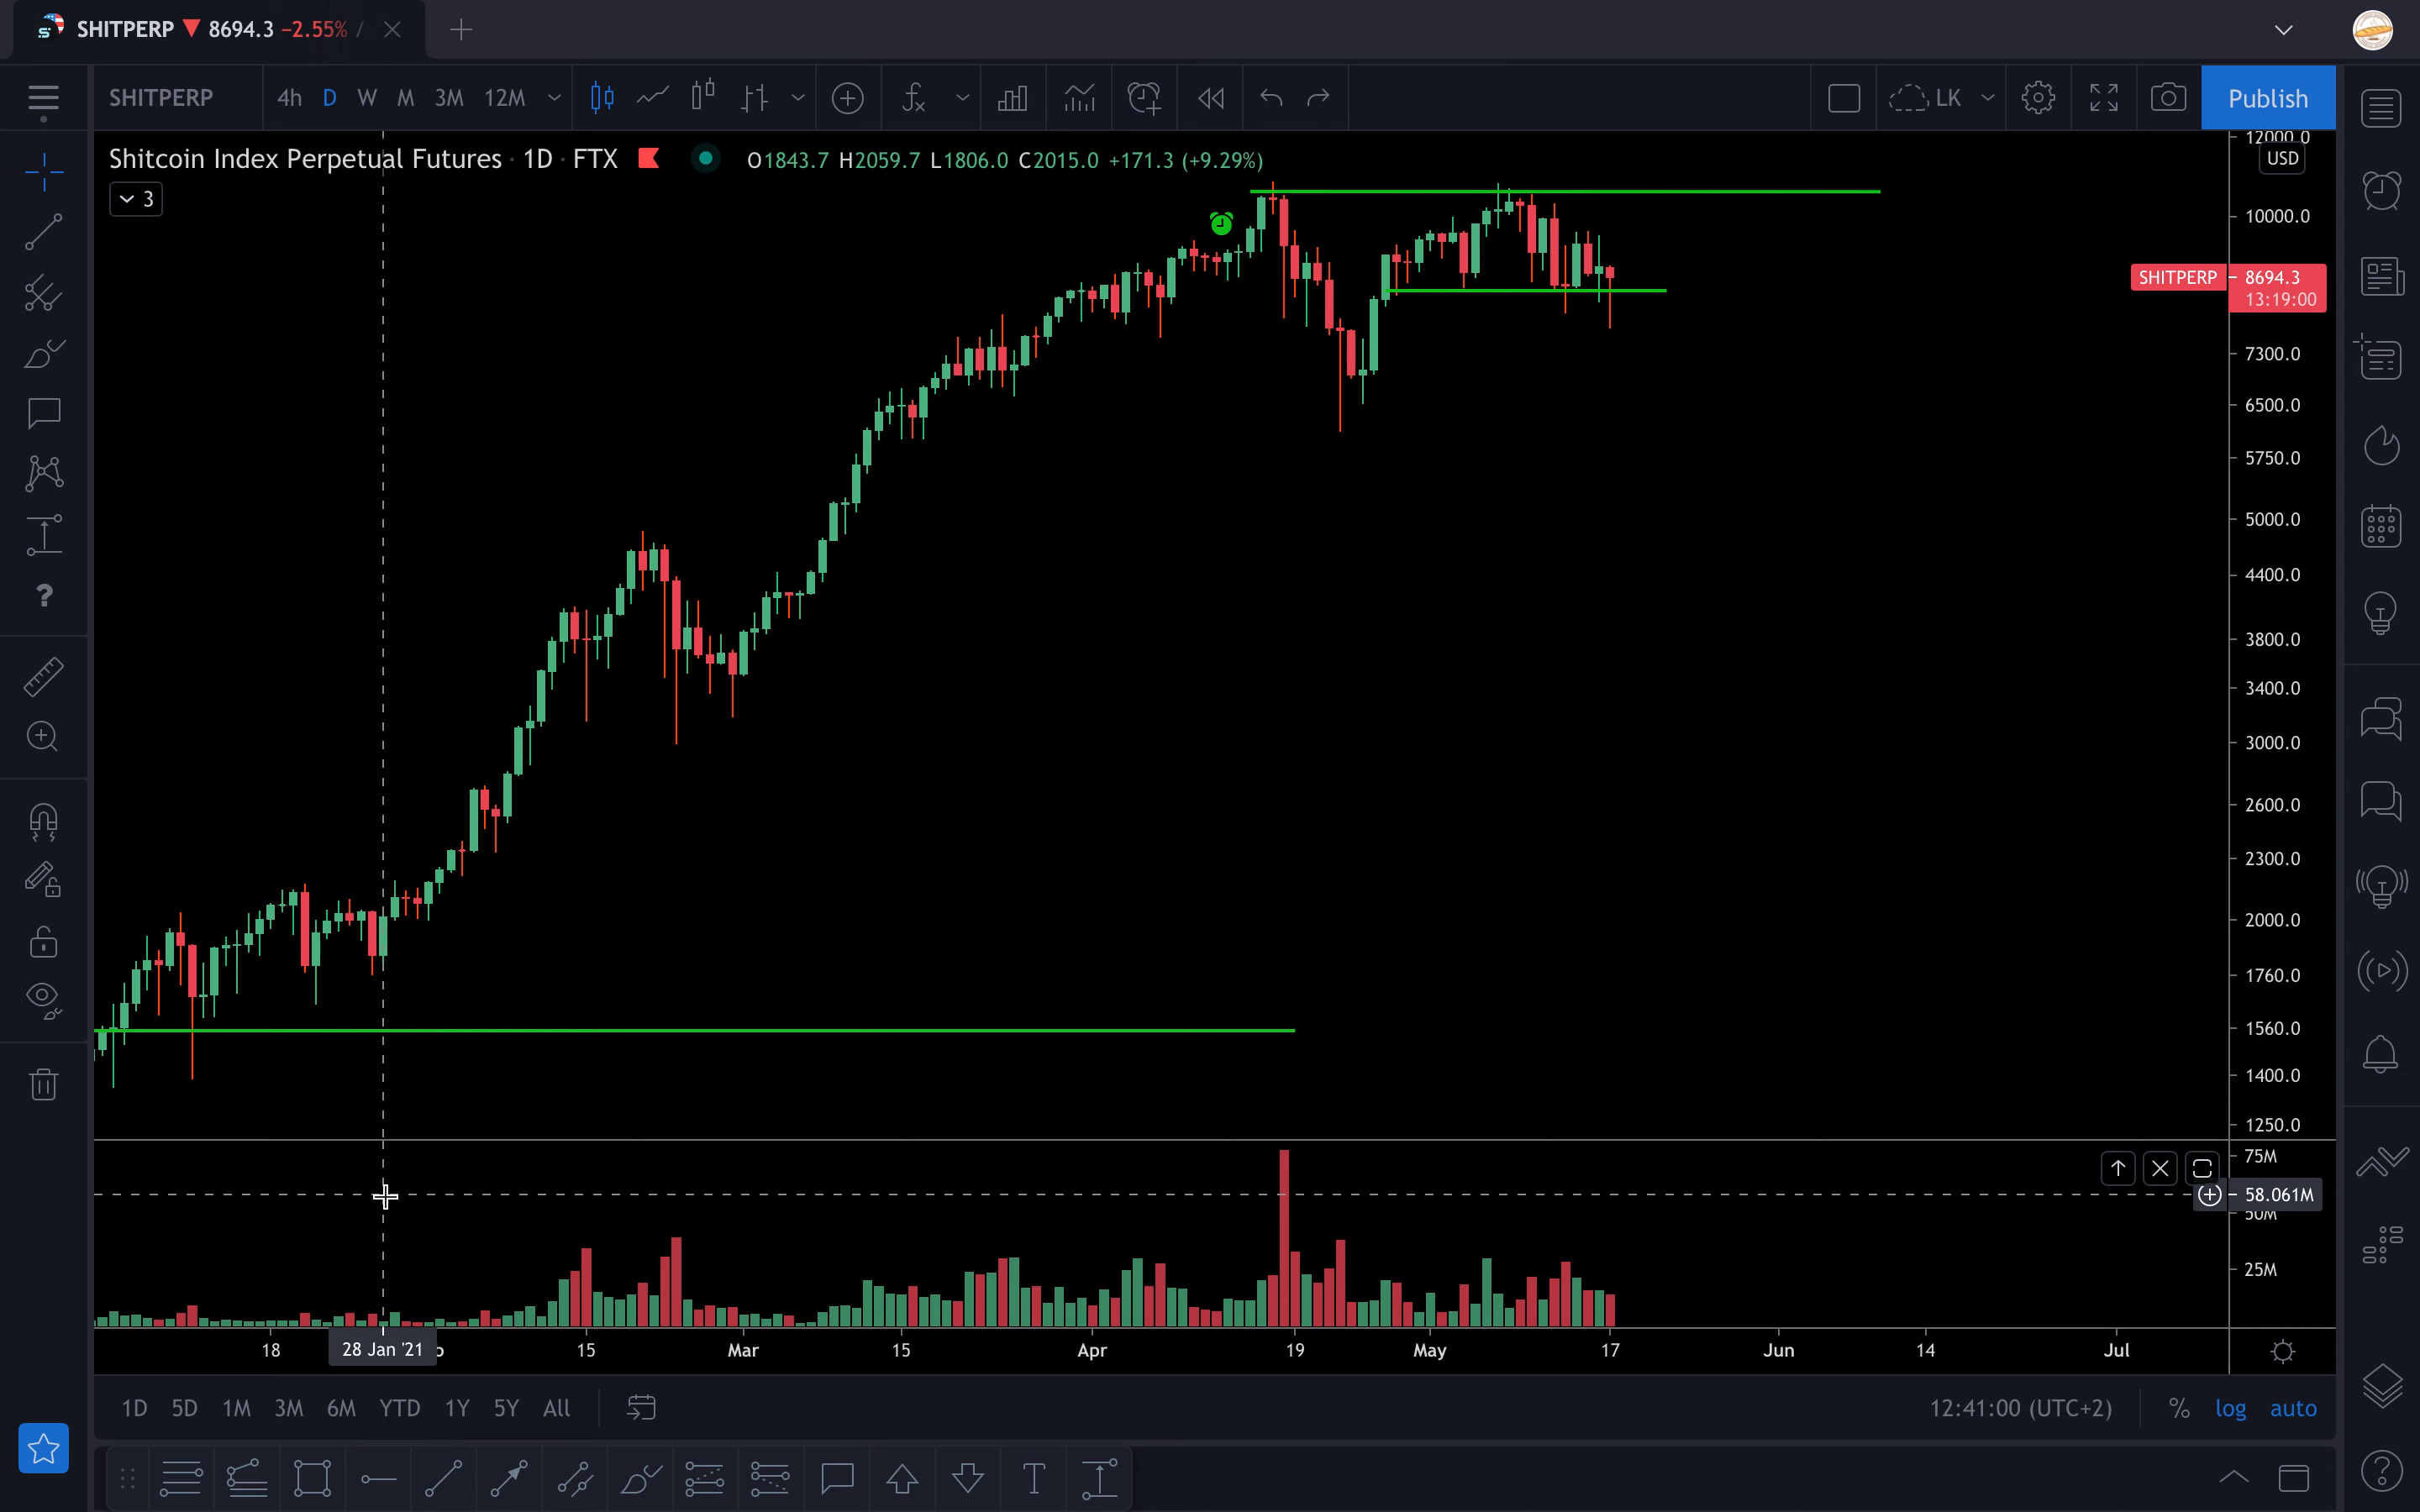 SHITPERP ▼ 8694.3 −2.55% /
SHITPERP 4h D W M 3M 12M LK Publish
Shitcoin Index Perpetual Futures · 1D · FTX O1843.7 H2059.7 L1806.0 C2015.0 +171.3 (+9.29%)
3
12000.0
USD
10000.0
SHITPERP 8694.3
13:19:00
7300.0
6500.0
5750.0
5000.0
4400.0
3800.0
3400.0
3000.0
2600.0
2300.0
2000.0
1760.0
1560.0
1400.0
1250.0
75M
58.061M
50M
25M
18 28 Jan '21 15 Mar 15 Apr 19 May 17 Jun 14 Jul
1D 5D 1M 3M 6M YTD 1Y 5Y All 12:41:00 (UTC+2) % log auto
T